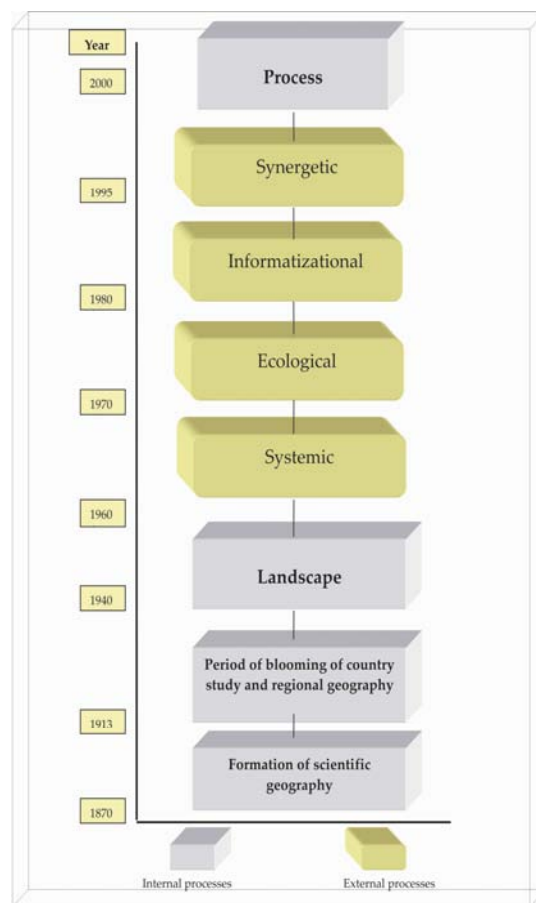 Year
Process
2000
Synergetic
1995
Informatizational
1980
Ecological
1970
Systemic
1960
Landscape
1940
Period of blooming of country
study and regional geography
1913
Formation of scientific
geography
1870
Internal processes
External processes